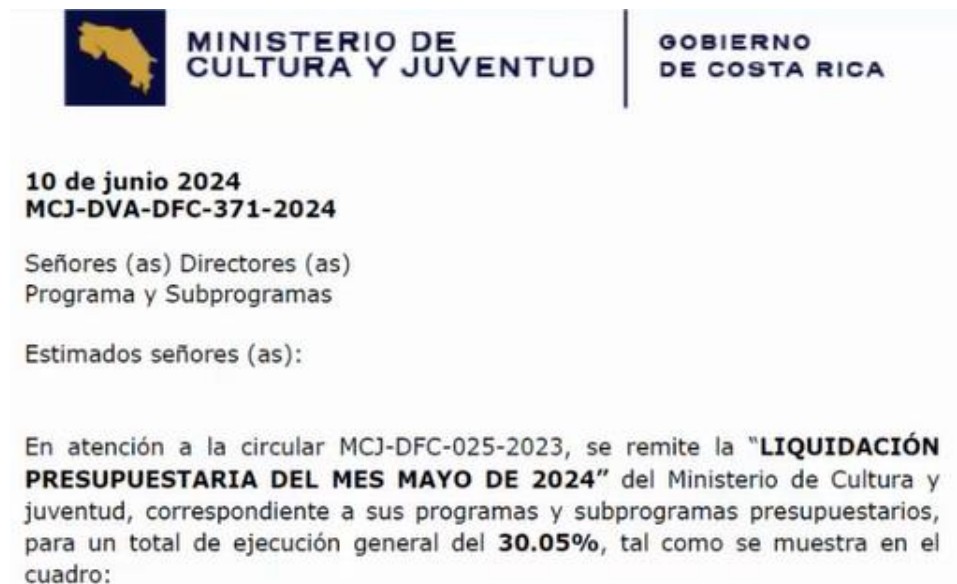 MINISTERIO DE
CULTURA Y JUVENTUD
GOBIERNO
DE COSTA RICA
10 de junio 2024
MCJ-DVA-DFC-371-2024
Señores (as) Directores (as)
Programa y Subprogramas
Estimados señores (as):
En atención a la circular MCJ-DFC-025-2023, se remite la “LIQUIDACIÓN
PRESUPUESTARIA DEL MES MAYO DE 2024” del Ministerio de Cultura y
juventud, correspondiente a sus programas y subprogramas presupuestarios,
para un total de ejecución general del 30.05%, tal como se muestra en el
cuadro: